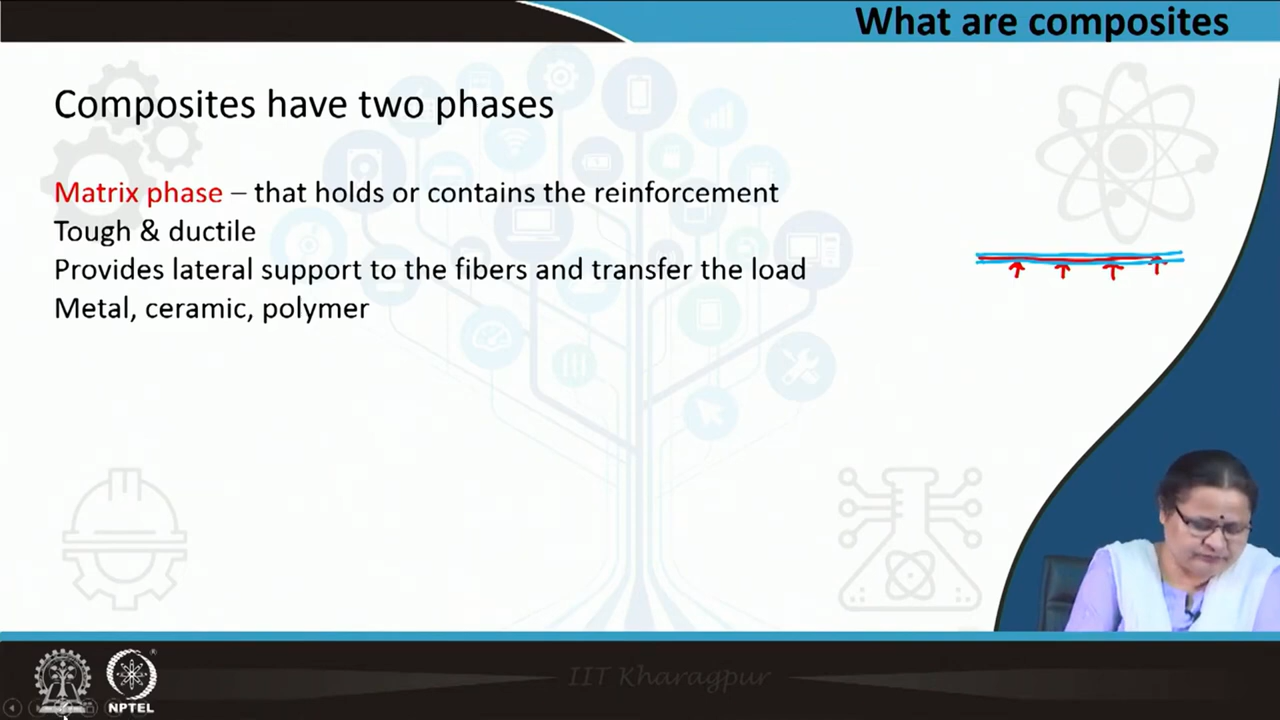 What are composites
Composites have two phases
Matrix phase – that holds or contains the reinforcement
Tough & ductile
Provides lateral support to the fibers and transfer the load
Metal, ceramic, polymer
IIT Kharagpur
NPTEL